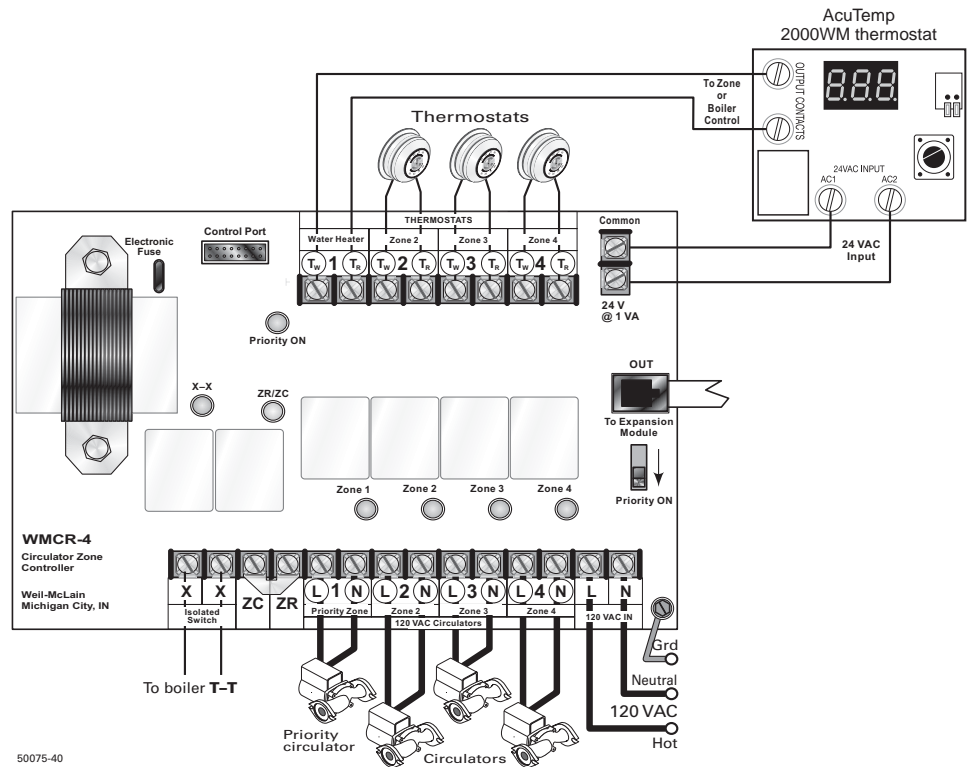 AcuTemp
2000WM thermostat
OUTPUT CONTACTS
8.8.8.
To Zone
or
Boiler
Control
24VAC INPUT
AC1 AC2
24 VAC
Input
Thermostats
THERMOSTATS
Water Heater Zone 2 Zone 3 Zone 4
TW 1 TR TW 2 TR TW 3 TR TW 4 TR
Common
24 V
@ 1 VA
Electronic
Fuse
Control Port
Priority ON
X–X
ZR/ZC
OUT
To Expansion
Module
Priority ON
Zone 1 Zone 2 Zone 3 Zone 4
WMCR-4
Circulator Zone
Controller
Weil-McLain
Michigan City, IN
X X ZC ZR L 1 N L 2 N L 3 N L 4 N L N
Isolated
Switch
Priority Zone Zone 2 Zone 3 Zone 4
120 VAC Circulators
120 VAC IN
Grd
Neutral
120 VAC
Hot
To boiler T–T
Priority
circulator
Circulators
50075-40